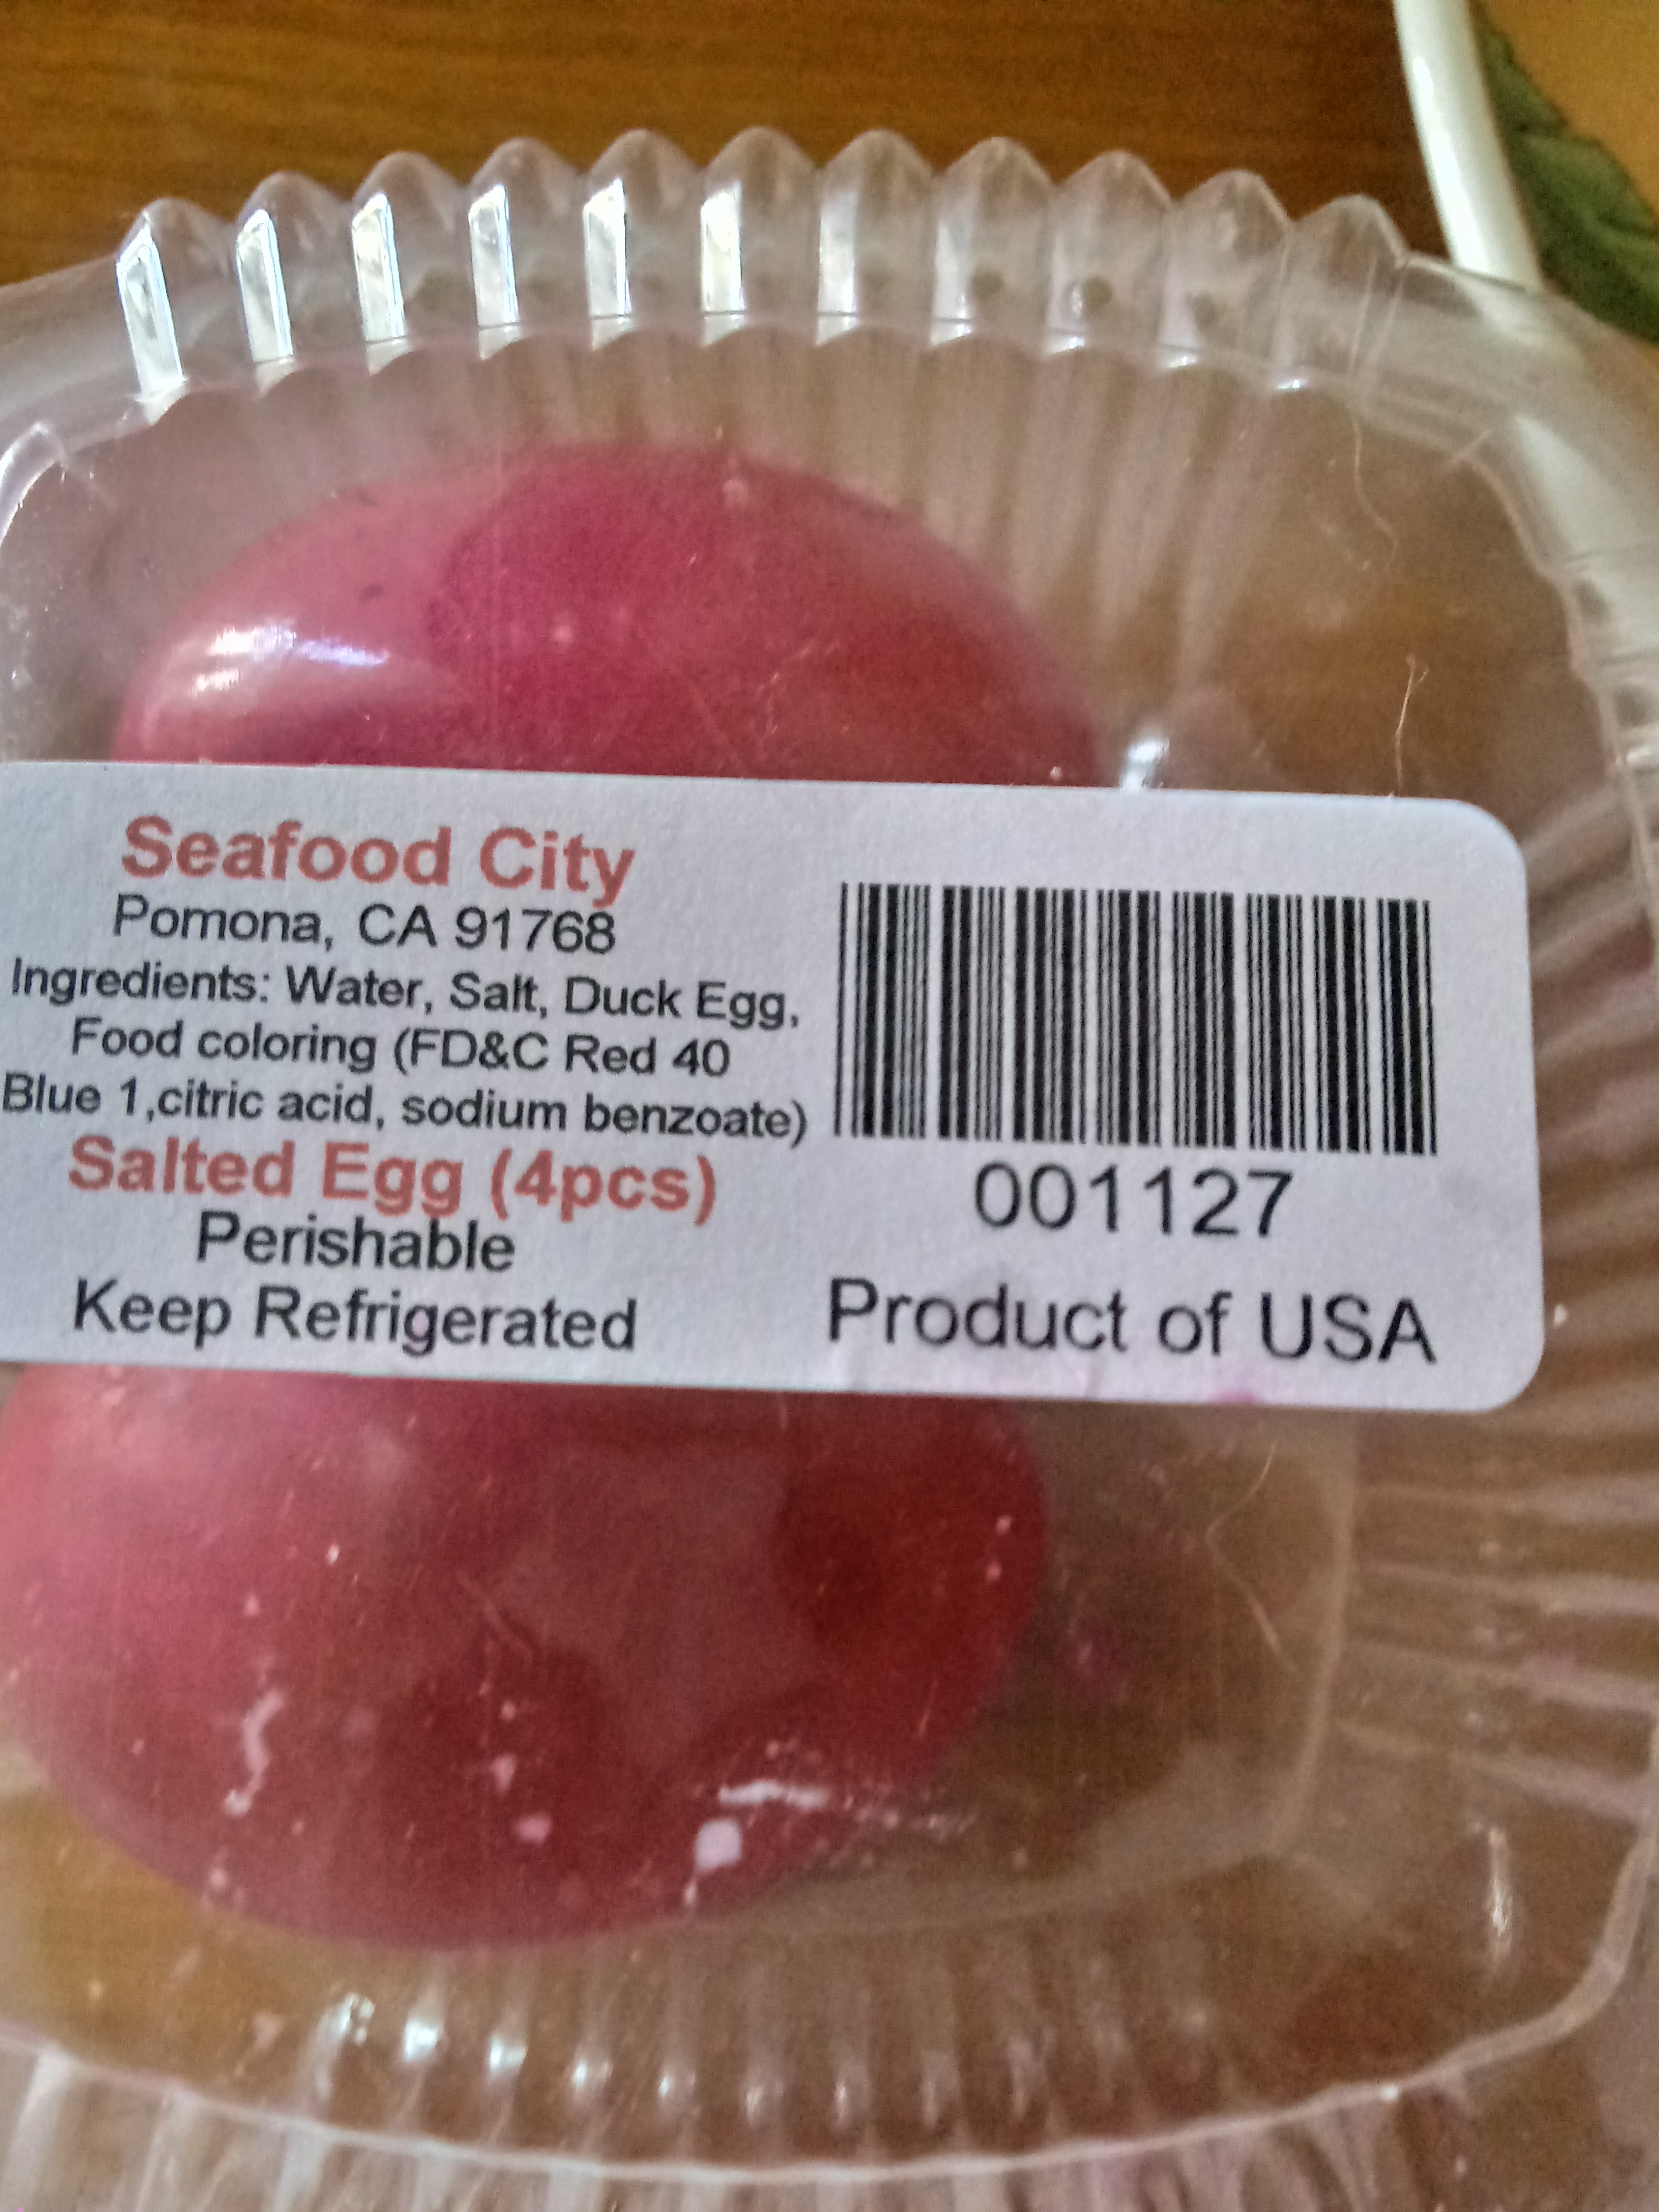 Seafood City
Pomona, CA 91768
Ingredients: Water, Salt, Duck Egg,
Food coloring (FD&C Red 40
Blue 1,citric acid, sodium benzoate)
Salted Egg (4pcs)
Perishable
Keep Refrigerated
001127
Product of USA